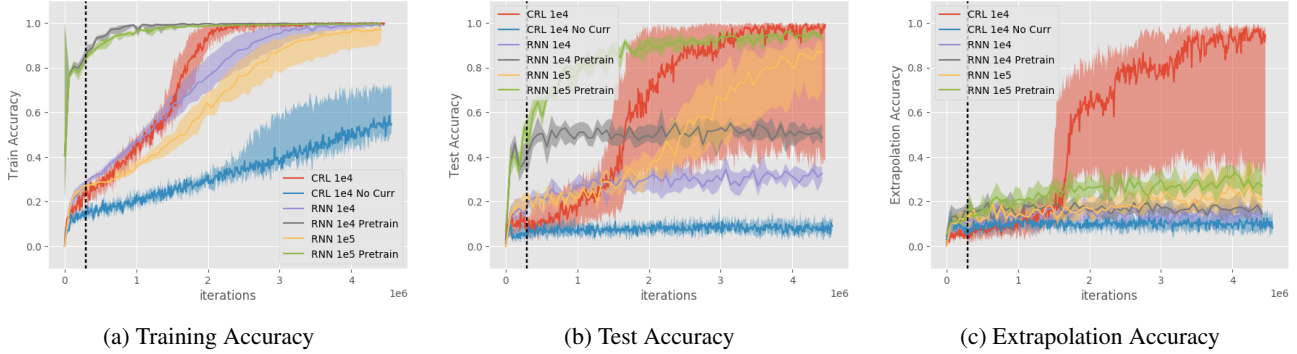 Train Accuracy
1.0
0.8
0.6
0.4
0.2
0.0
CRL 1e4
CRL 1e4 No Curr
RNN 1e4
RNN 1e4 Pretrain
RNN 1e5
RNN 1e5 Pretrain
0 1 2 3 4
1e6
iterations
(a) Training Accuracy
Test Accuracy
1.0
0.8
0.6
0.4
0.2
0.0
CRL 1e4
CRL 1e4 No Curr
RNN 1e4
RNN 1e4 Pretrain
RNN 1e5
RNN 1e5 Pretrain
0 1 2 3 4
1e6
iterations
(b) Test Accuracy
Extrapolation Accuracy
1.0
0.8
0.6
0.4
0.2
0.0
CRL 1e4
CRL 1e4 No Curr
RNN 1e4
RNN 1e4 Pretrain
RNN 1e5
RNN 1e5 Pretrain
0 1 2 3 4
1e6
iterations
(c) Extrapolation Accuracy